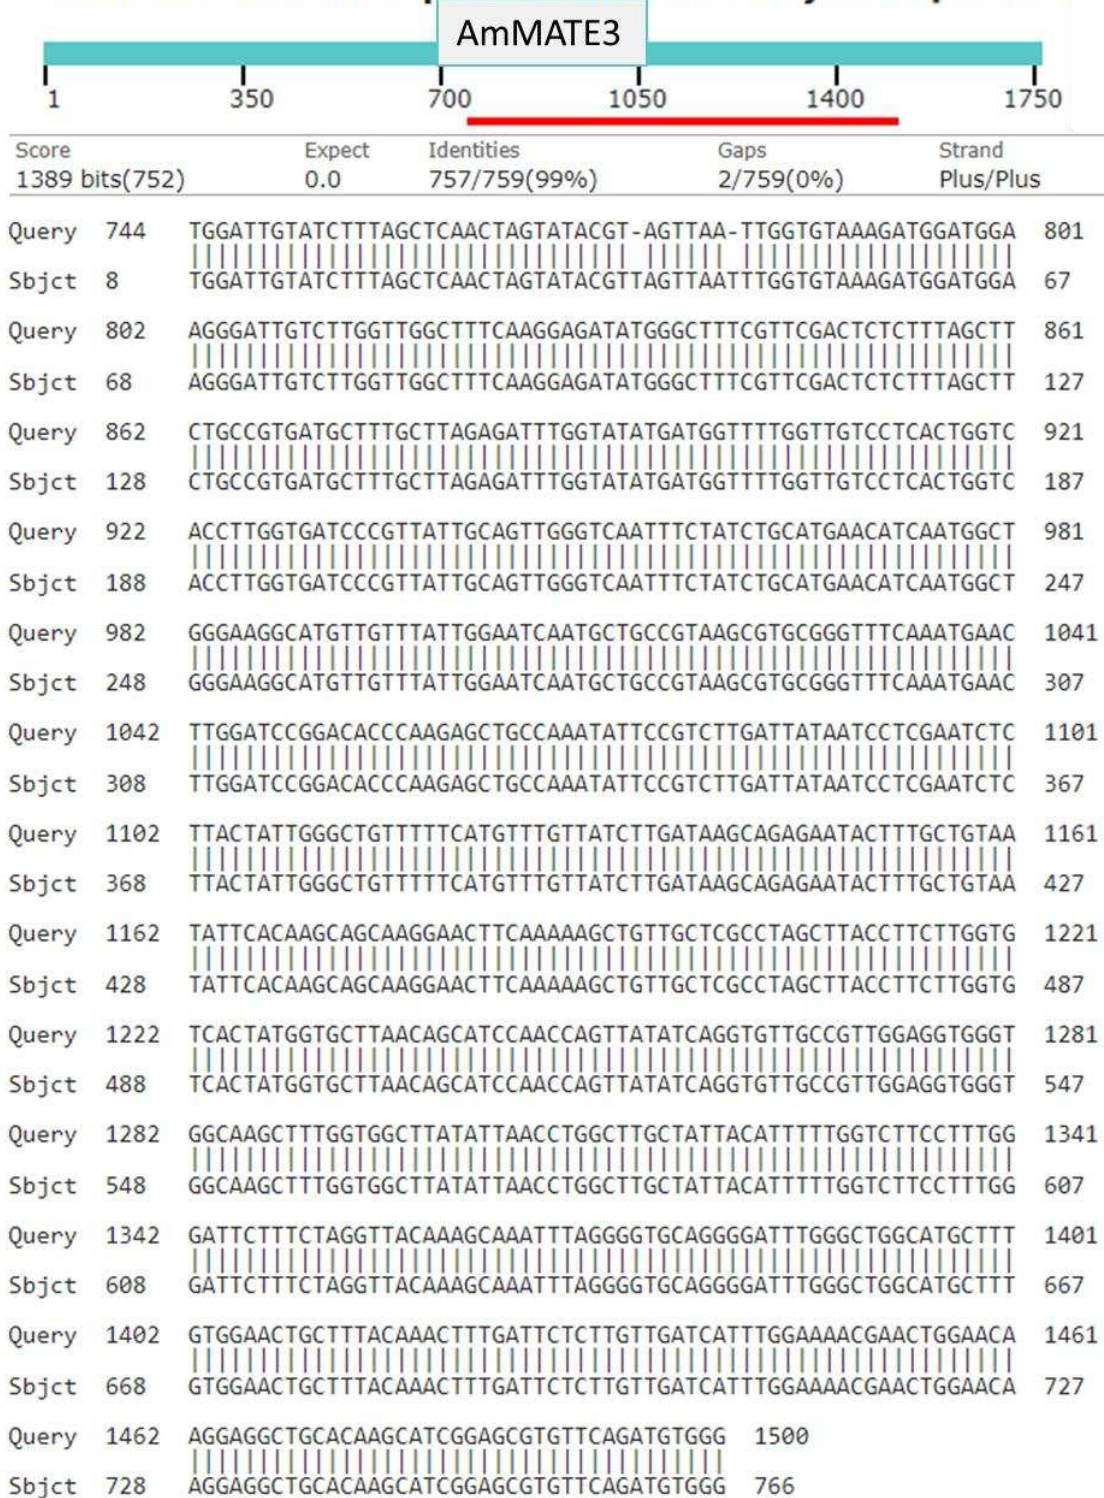 AmMATE3
1 350 700 1050 1400 1750
Score Expect Identities Gaps Strand
1389 bits(752) 0.0 757/759(99%) 2/759(0%) Plus/Plus
Query 744 TGGATTGTATCTTTAGCTCAACTAGTATACGT-AGTTAA-TTGGTGTAAAGATGGATGGA 801
Sbjct 8 TGGATTGTATCTTTAGCTCAACTAGTATACGTTAGTTAATTTGGTGTAAAGATGGATGGA 67
Query 802 AGGGATTGTCTTGGTTGGCTTTCAAGGAGATATGGGCTTTCGTTCGACTCTCTTTAGCTT 861
Sbjct 68 AGGGATTGTCTTGGTTGGCTTTCAAGGAGATATGGGCTTTCGTTCGACTCTCTTTAGCTT 127
Query 862 CTGCCGTGATGCTTTGCTTAGAGATTTGGTATATGATGGTTTTGGTTGTCCTCACTGGTC 921
Sbjct 128 CTGCCGTGATGCTTTGCTTAGAGATTTGGTATATGATGGTTTTGGTTGTCCTCACTGGTC 187
Query 922 ACCTTGGTGATCCCGTTATTGCAGTTGGGTCAATTTCTATCTGCATGAACATCAATGGCT 981
Sbjct 188 ACCTTGGTGATCCCGTTATTGCAGTTGGGTCAATTTCTATCTGCATGAACATCAATGGCT 247
Query 982 GGGAAGGCATGTTGTTTATTGGAATCAATGCTGCCGTAAGCGTGCGGGTTTCAAATGAAC 1041
Sbjct 248 GGGAAGGCATGTTGTTTATTGGAATCAATGCTGCCGTAAGCGTGCGGGTTTCAAATGAAC 307
Query 1042 TTGGATCCGGACACCCAAGAGCTGCCAAATATTCCGTCTTGATTATAATCCTCGAATCTC 1101
Sbjct 308 TTGGATCCGGACACCCAAGAGCTGCCAAATATTCCGTCTTGATTATAATCCTCGAATCTC 367
Query 1102 TTACTATTGGGCTGTTTTTCATGTTTGTTATCTTGATAAGCAGAGAATACTTTGCTGTAA 1161
Sbjct 368 TTACTATTGGGCTGTTTTTCATGTTTGTTATCTTGATAAGCAGAGAATACTTTGCTGTAA 427
Query 1162 TATTCACAAGCAGCAAGGAACTTCAAAAAGCTGTTGCTCGCCTAGCTTACCTTCTTGGTG 1221
Sbjct 428 TATTCACAAGCAGCAAGGAACTTCAAAAAGCTGTTGCTCGCCTAGCTTACCTTCTTGGTG 487
Query 1222 TCACTATGGTGCTTAACAGCATCCAACCAGTTATATCAGGTGTTGCCGTTGGAGGTGGGT 1281
Sbjct 488 TCACTATGGTGCTTAACAGCATCCAACCAGTTATATCAGGTGTTGCCGTTGGAGGTGGGT 547
Query 1282 GGCAAGCTTTGGTGGCTTATATTAACCTGGCTTGCTATTACATTTTTGGTCTTCCTTTGG 1341
Sbjct 548 GGCAAGCTTTGGTGGCTTATATTAACCTGGCTTGCTATTACATTTTTGGTCTTCCTTTGG 607
Query 1342 GATTCTTTCTAGGTTACAAAGCAAATTTAGGGGTGCAGGGGATTTGGGCTGGCATGCTTT 1401
Sbjct 608 GATTCTTTCTAGGTTACAAAGCAAATTTAGGGGTGCAGGGGATTTGGGCTGGCATGCTTT 667
Query 1402 GTGGAACTGCTTTACAAACTTTGATTCTCTTGTTGATCATTTGGAAAACGAACTGGAACA 1461
Sbjct 668 GTGGAACTGCTTTACAAACTTTGATTCTCTTGTTGATCATTTGGAAAACGAACTGGAACA 727
Query 1462 AGGAGGCTGCACAAGCATCGGAGCGTGTTCAGATGTGGG 1500
Sbjct 728 AGGAGGCTGCACAAGCATCGGAGCGTGTTCAGATGTGGG 766